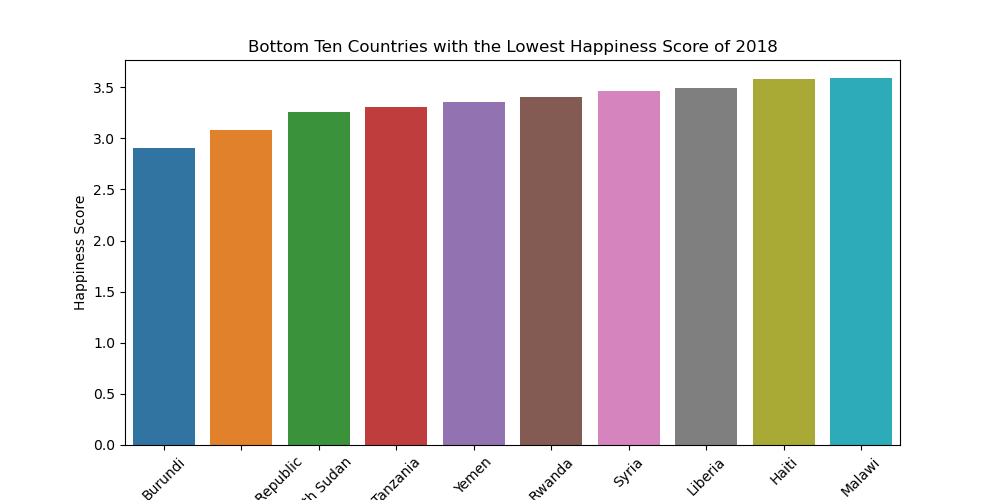 Bottom Ten Countries with the Lowest Happiness Score of 2018
Happiness Score
3.5
3.0
2.5
2.0
1.5
1.0
0.5
0.0
Burundi
Republic
Sudan
Tanzania
Yemen
Rwanda
Syria
Liberia
Haiti
Malawi